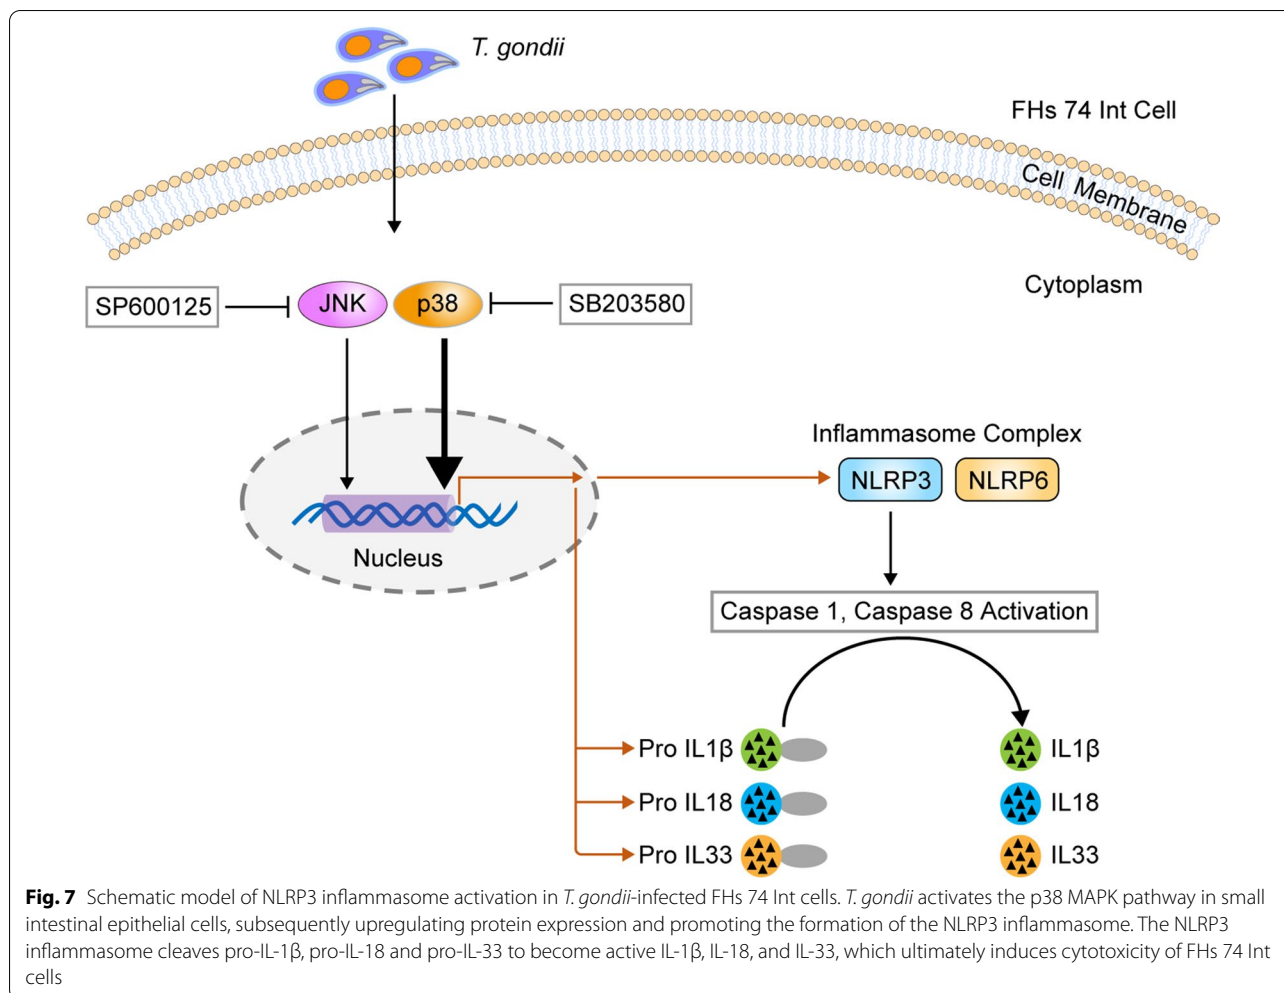 T. gondii
FHs 74 Int Cell
Cell Membrane
Cytoplasm
SP600125
JNK
p38
SB203580
Inflammasome Complex
NLRP3
NLRP6
Nucleus
Caspase 1, Caspase 8 Activation
Pro IL1β
IL1β
Pro IL18
IL18
Pro IL33
IL33
Fig. 7 Schematic model of NLRP3 inflammasome activation in T. gondii-infected FHs 74 Int cells. T. gondii activates the p38 MAPK pathway in small
intestinal epithelial cells, subsequently upregulating protein expression and promoting the formation of the NLRP3 inflammasome. The NLRP3
inflammasome cleaves pro-IL-1β, pro-IL-18 and pro-IL-33 to become active IL-1β, IL-18, and IL-33, which ultimately induces cytotoxicity of FHs 74 Int
cells